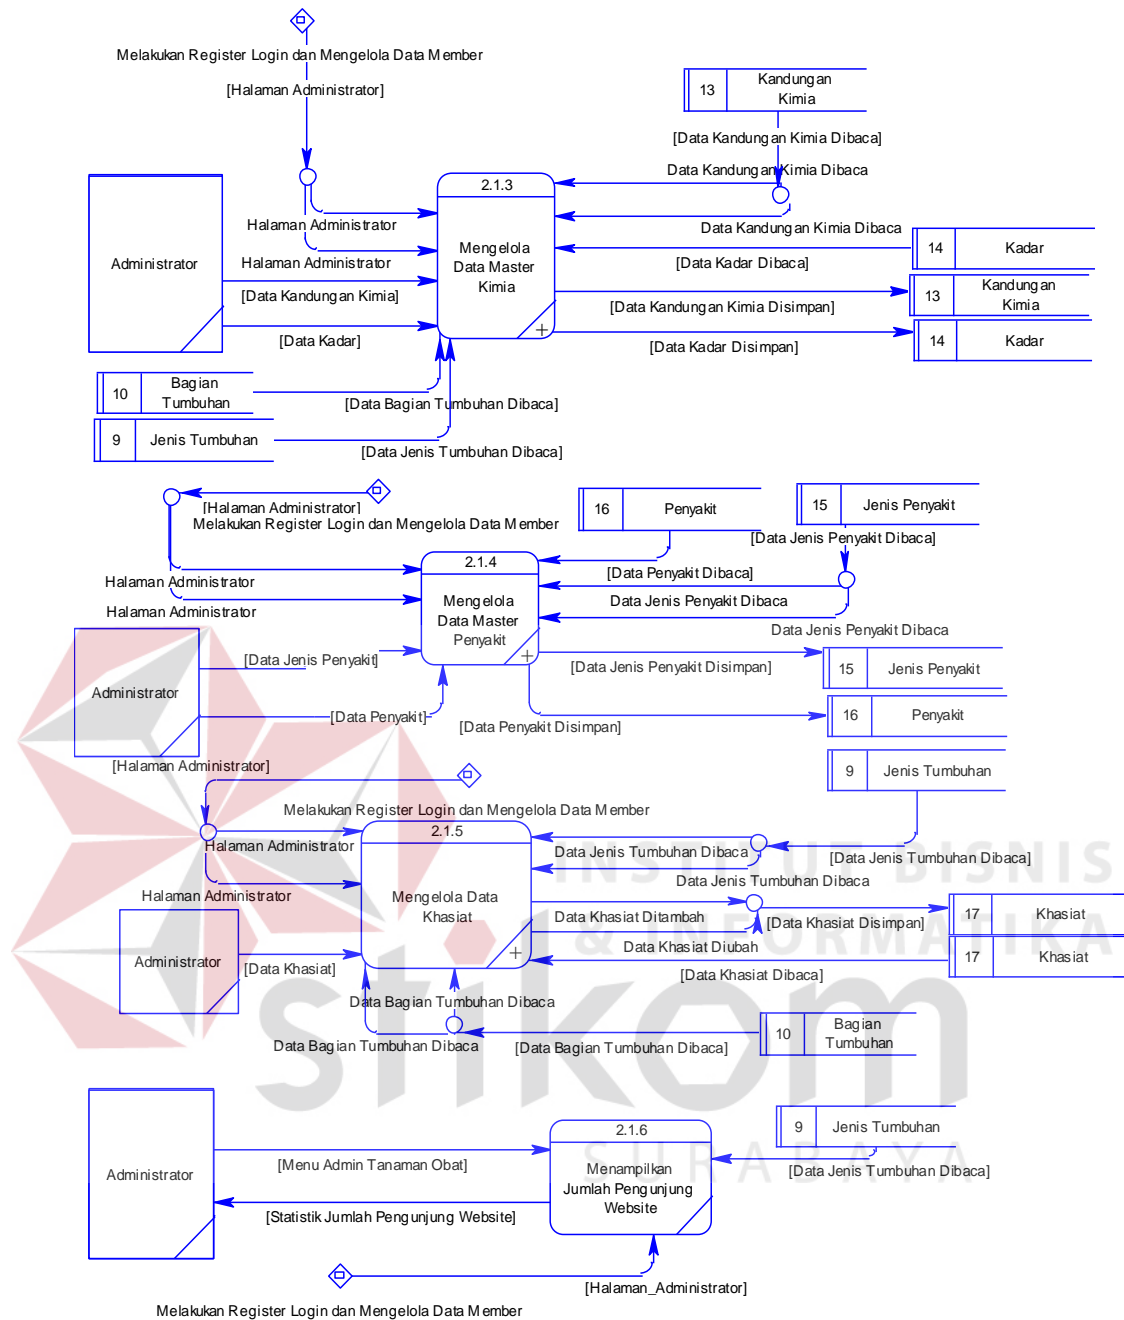 Melakukan Register Login dan Mengelola Data Member
[Halaman Administrator]
13
Kandungan
Kimia
[Data Kandungan Kimia Dibaca]
Data Kandungan Kimia Dibaca
2.1.3
Halaman Administrator
Data Kandungan Kimia Dibaca
Administrator
Halaman Administrator
Mengelola
Data Master
Kimia
[Data Kadar Dibaca]
14
Kadar
[Data Kandungan Kimia]
[Data Kandungan Kimia Disimpan]
13
Kandungan
Kimia
[Data Kadar]
[Data Kadar Disimpan]
14
Kadar
10
Bagian
Tumbuhan
[Data Bagian Tumbuhan Dibaca]
9
Jenis Tumbuhan
[Data Jenis Tumbuhan Dibaca]
[Halaman Administrator]
Melakukan Register Login dan Mengelola Data Member
16
Penyakit
15
Jenis Penyakit
[Data Jenis Penyakit Dibaca]
2.1.4
[Data Penyakit Dibaca]
Halaman Administrator
Data Jenis Penyakit Dibaca
Halaman Administrator
Mengelola
Data Master
Penyakit
Data Jenis Penyakit Dibaca
[Data Jenis Penyakit]
[Data Jenis Penyakit Disimpan]
15
Jenis Penyakit
Administrator
[Data Penyakit]
[Data Penyakit Disimpan]
16
Penyakit
[Halaman Administrator]
9
Jenis Tumbuhan
Melakukan Register Login dan Mengelola Data Member
2.1.5
Halaman Administrator
Data Jenis Tumbuhan Dibaca
[Data Jenis Tumbuhan Dibaca]
Data Jenis Tumbuhan Dibaca
Halaman Administrator
Mengelola Data
Khasiat
Data Khasiat Ditambah
[Data Khasiat Disimpan]
17
Khasiat
Data Khasiat Diubah
Administrator
[Data Khasiat]
[Data Khasiat Dibaca]
17
Khasiat
Data Bagian Tumbuhan Dibaca
Data Bagian Tumbuhan Dibaca
[Data Bagian Tumbuhan Dibaca]
10
Bagian
Tumbuhan
INSTITUT BISNIS
& INFORMATIKA
stikom
SURABAYA
Administrator
[Menu Admin Tanaman Obat]
2.1.6
Menampilkan
Jumlah Pengunjung
Website
9
Jenis Tumbuhan
[Data Jenis Tumbuhan Dibaca]
[Statistik Jumlah Pengunjung Website]
[Halaman_Administrator]
Melakukan Register Login dan Mengelola Data Member